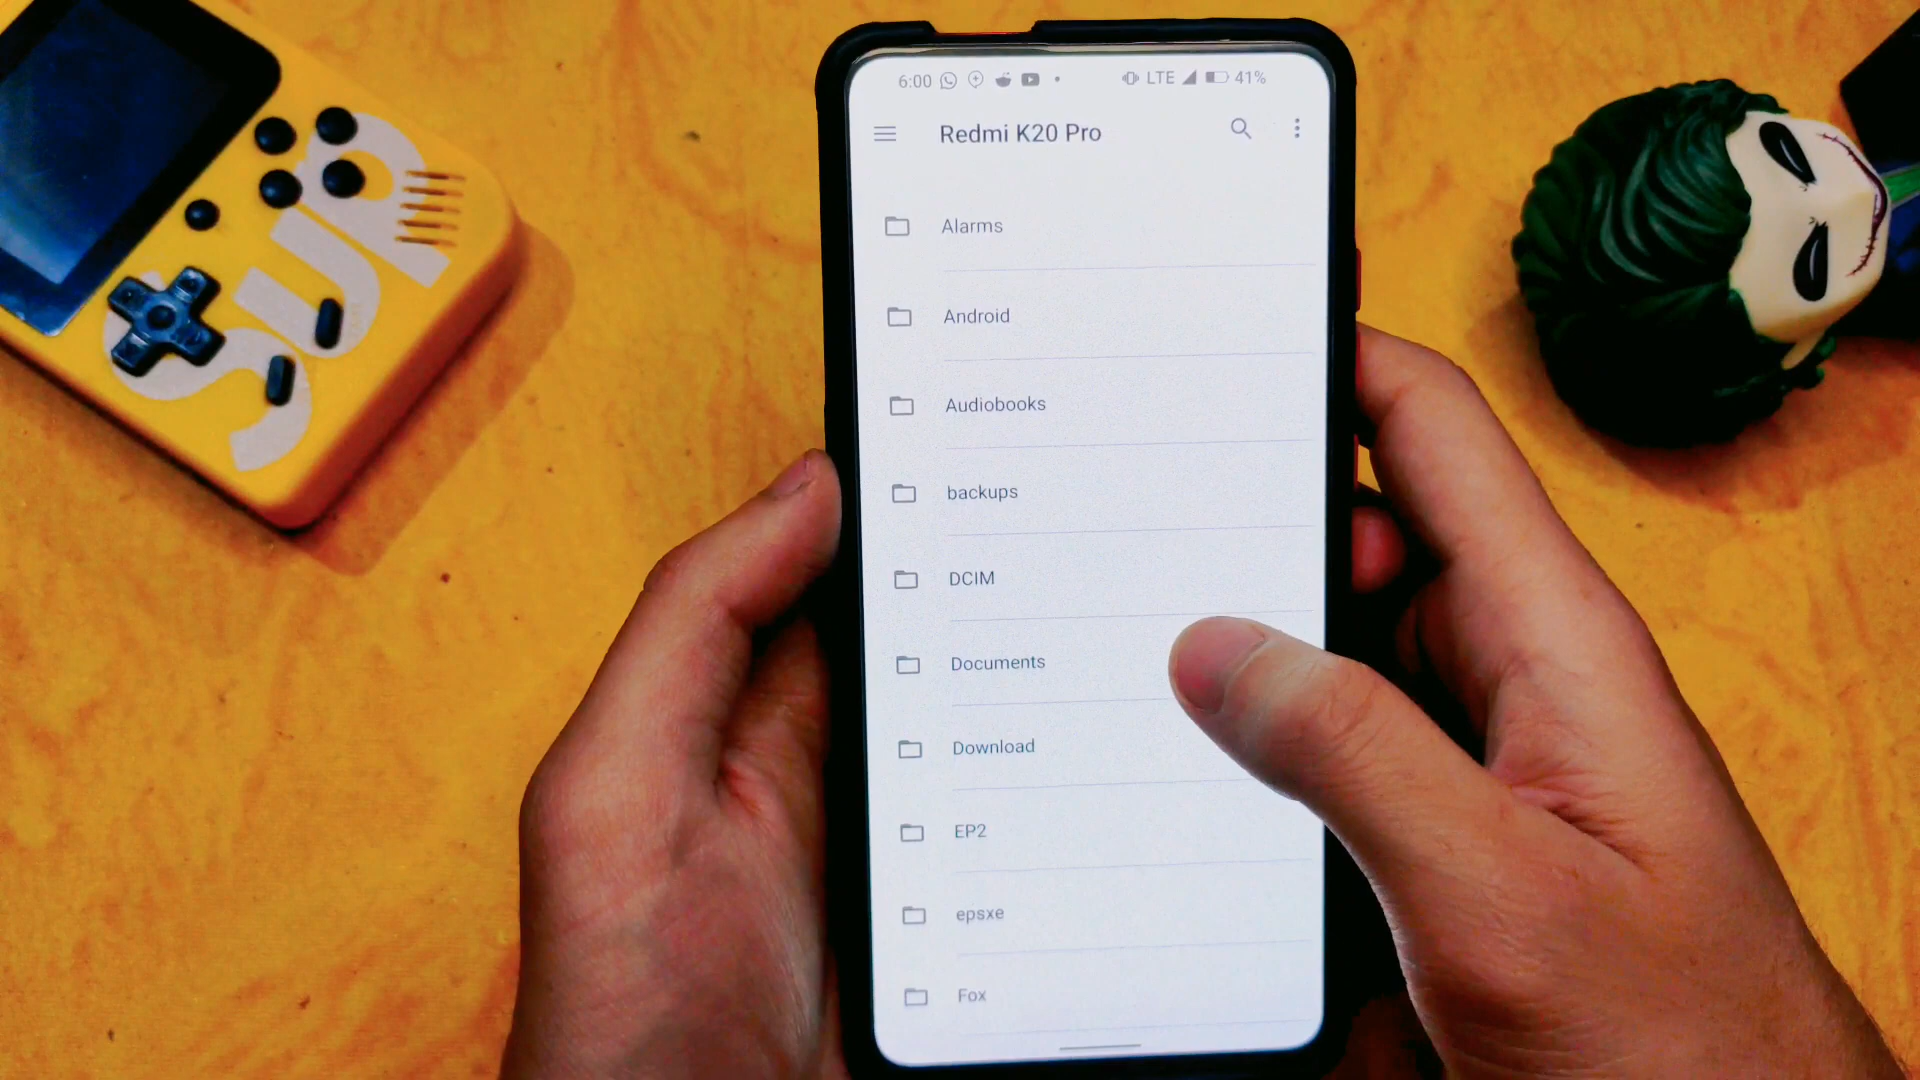 6:00 LTE 41%
Redmi K20 Pro
Alarms
Android
Audiobooks
backups
DCIM
Documents
Download
EP2
epsxe
Fox
Sup